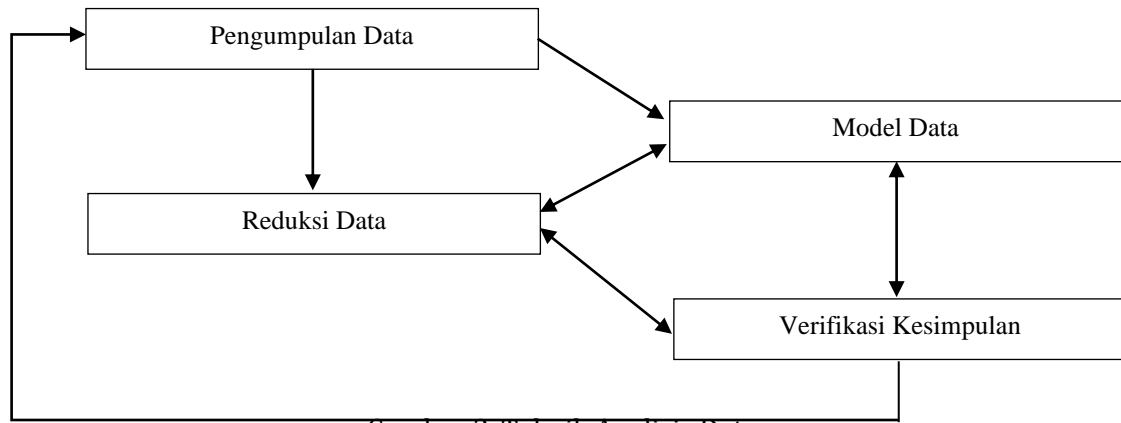 Pengumpulan Data
Model Data
Reduksi Data
Verifikasi Kesimpulan